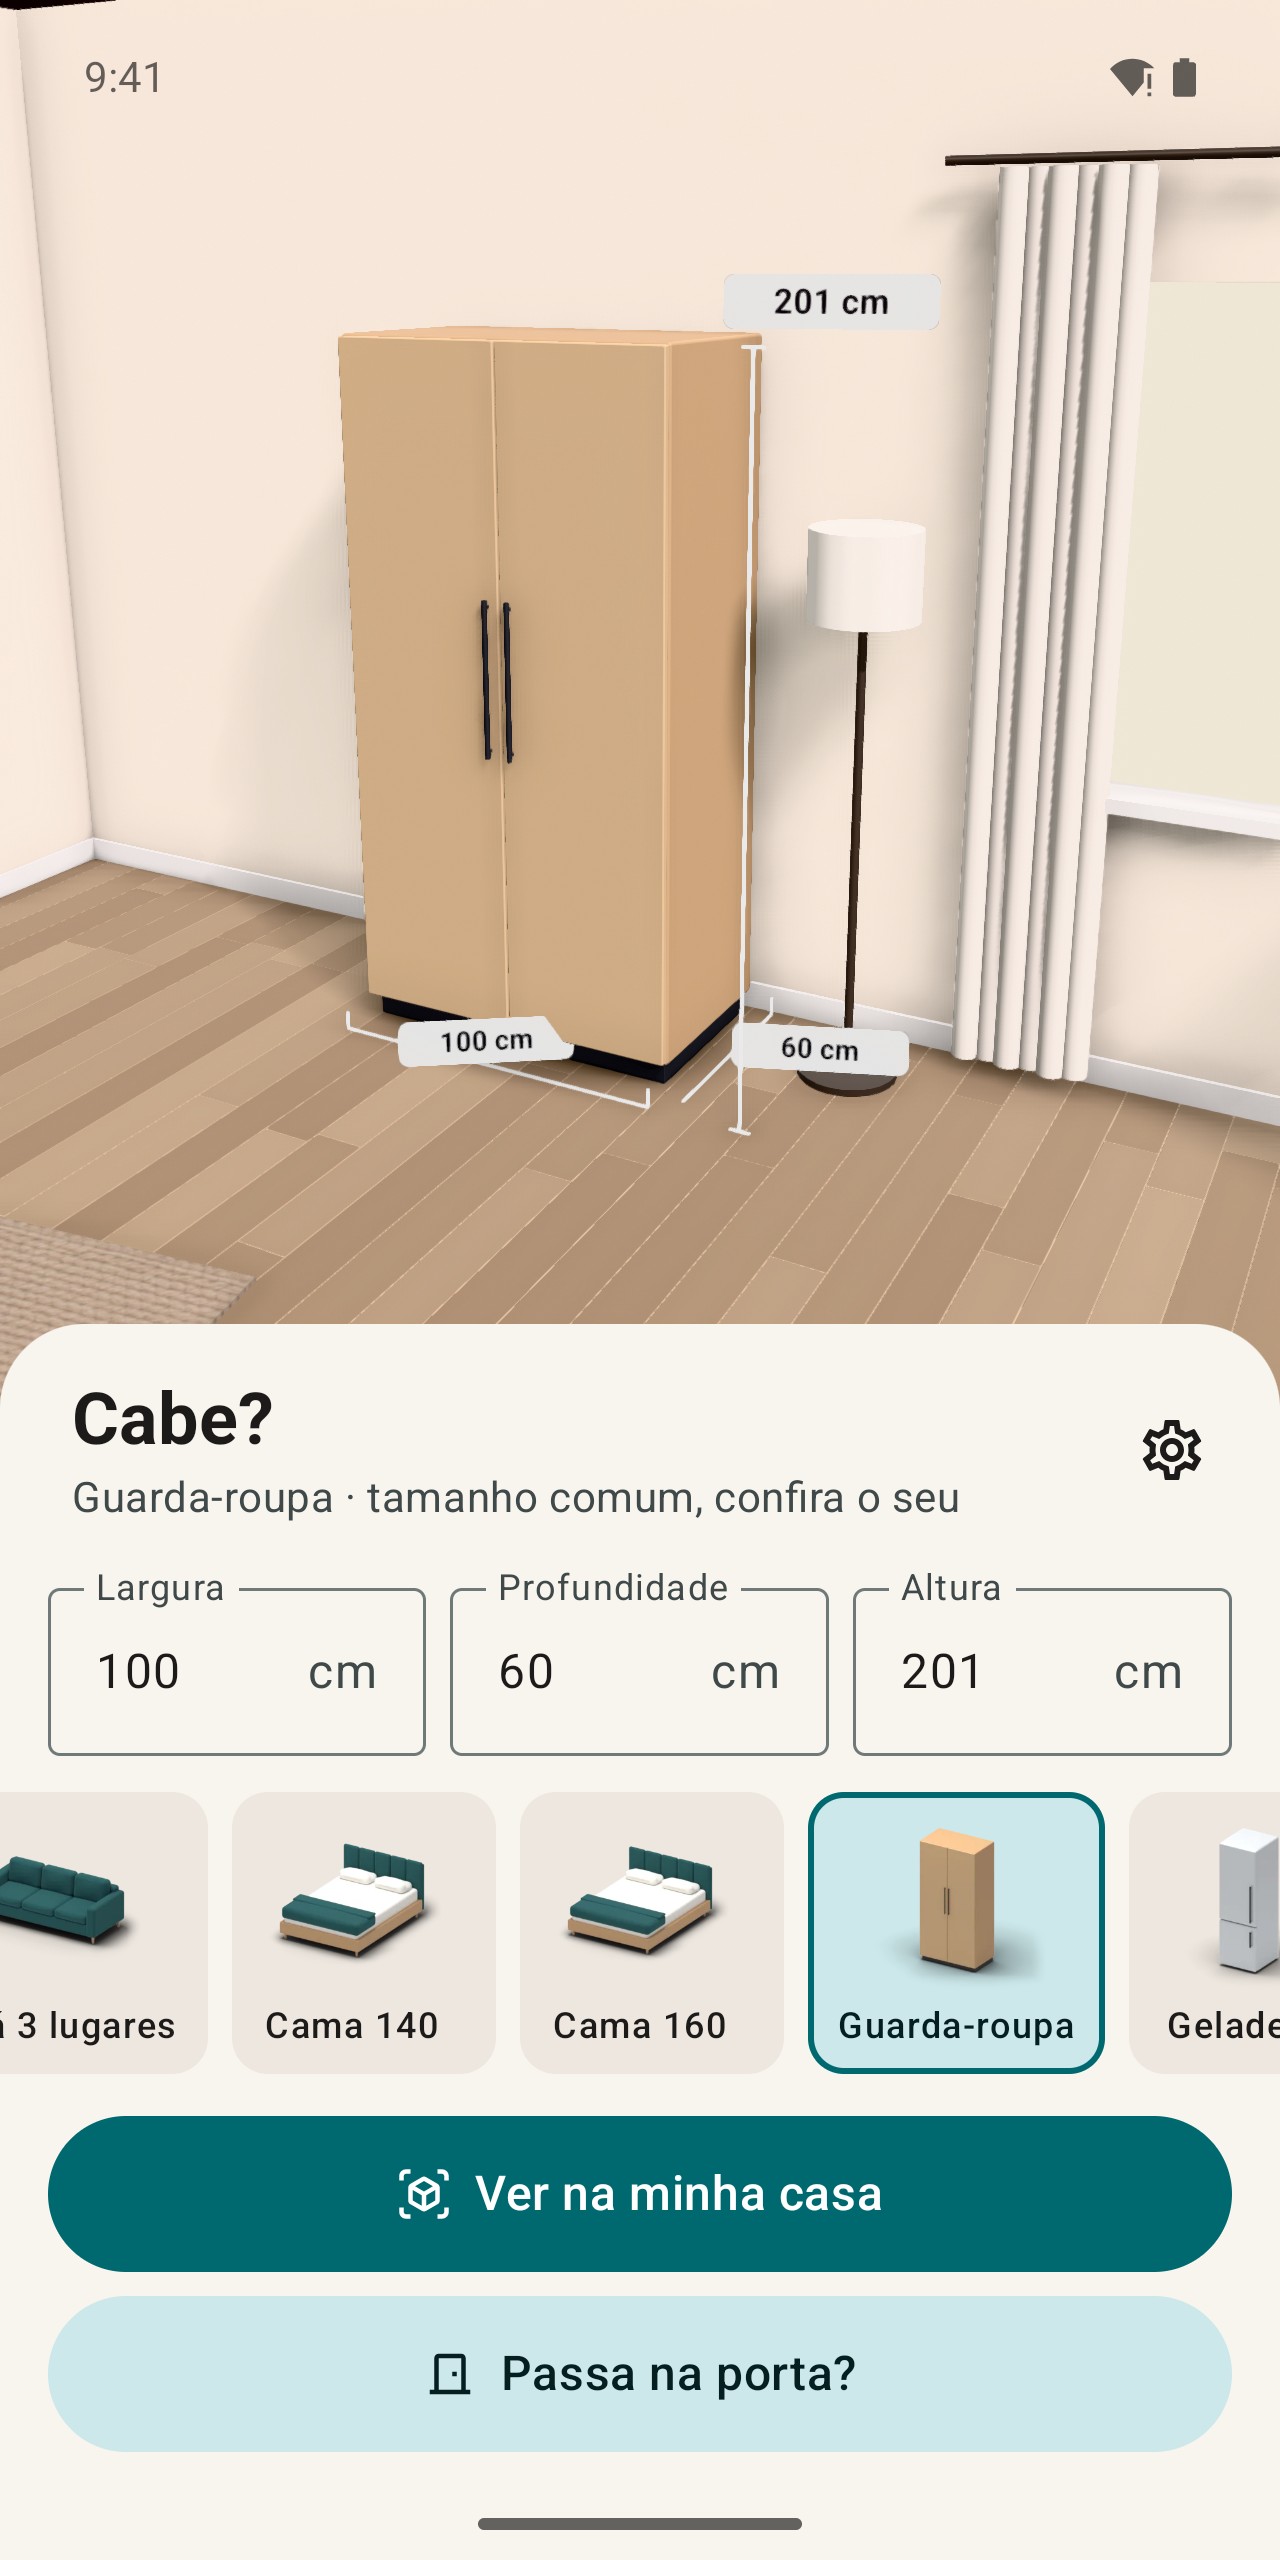 9:41
201 cm
100 cm
60 cm
Cabe?
Guarda-roupa · tamanho comum, confira o seu
Largura
Profundidade
Altura
100 cm
60 cm
201 cm
3 lugares
Cama 140
Cama 160
Guarda-roupa
Ver na minha casa
Passa na porta?